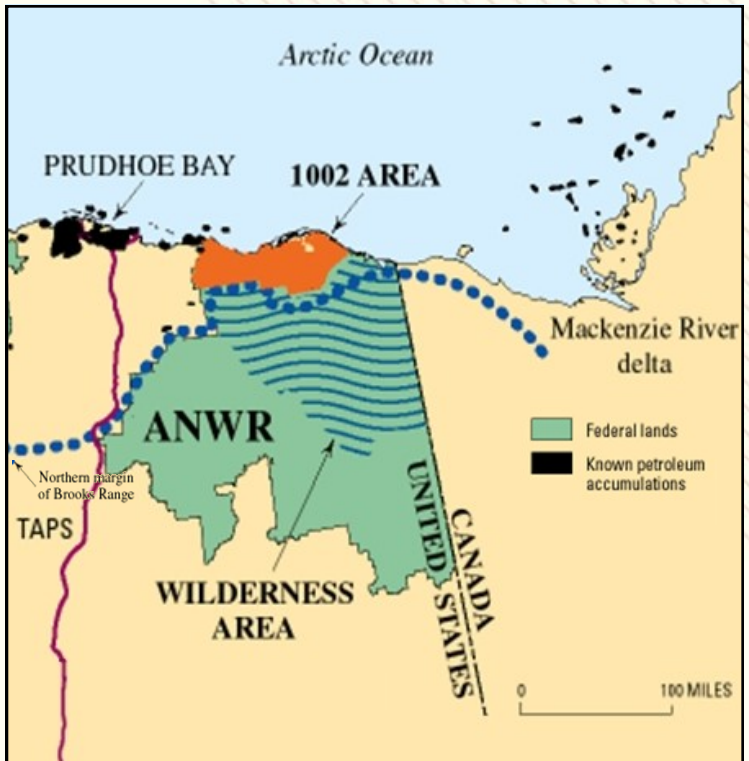 Arctic Ocean
PRUDHOE BAY
1002 AREA
Mackenzie River
delta
ANWR
Federal lands
Known petroleum
accumulations
Northern margin
of Brooks Range
TAPS
UNITED STATES
CANADA
WILDERNESS
AREA
0 100 MILES